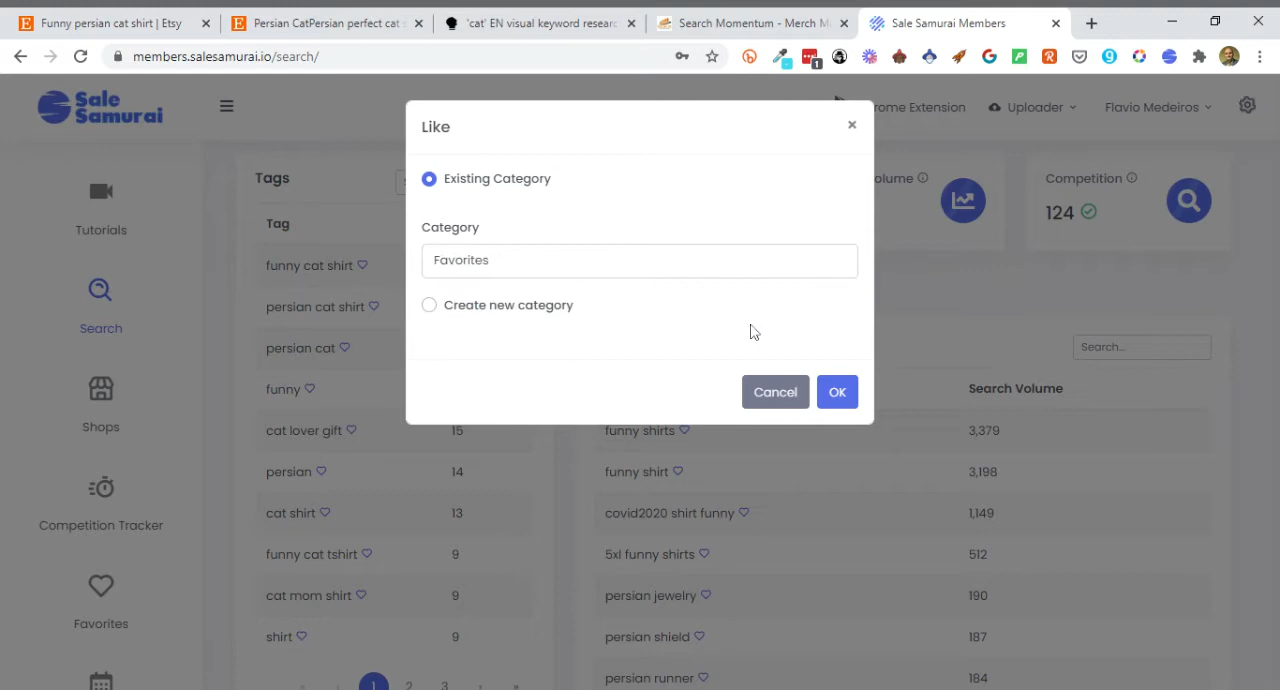 Funny persian cat shirt | Etsy
Persian CatPersian perfect cat s
'cat' EN visual keyword researc
Search Momentum - Merch M
Sale Samurai Members
members.salesamurai.io/search/
Sale Samurai
rome Extension
Uploader
Flavio Medeiros
Like
Existing Category
Category
Favorites
Create new category
Cancel
OK
Tutorials
Search
Shops
Competition Tracker
Favorites
Tags
Tag
funny cat shirt
persian cat shirt
persian cat
funny
cat lover gift 15
persian 14
cat shirt 13
funny cat tshirt 9
cat mom shirt 9
shirt 9
1 2 3
olume
Competition
124
Search...
Search Volume
funny shirts 3,379
funny shirt 3,198
covid2020 shirt funny 1,149
5xl funny shirts 512
persian jewelry 190
persian shield 187
persian runner 184